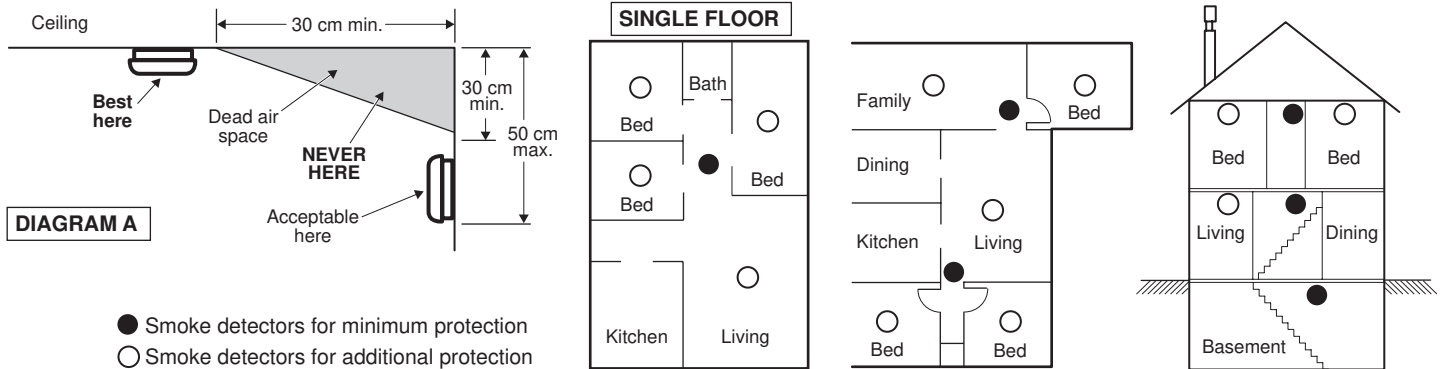 Ceiling
30 cm min.
Best
here
Dead air
space
NEVER
HERE
30 cm
min.
50 cm
max.
Acceptable
here
DIAGRAM A
Smoke detectors for minimum protection
Smoke detectors for additional protection
SINGLE FLOOR
Bath
Bed
Bed
Bed
Kitchen
Living
Family
Bed
Dining
Kitchen
Living
Bed
Bed
Bed
Bed
Living
Dining
Basement